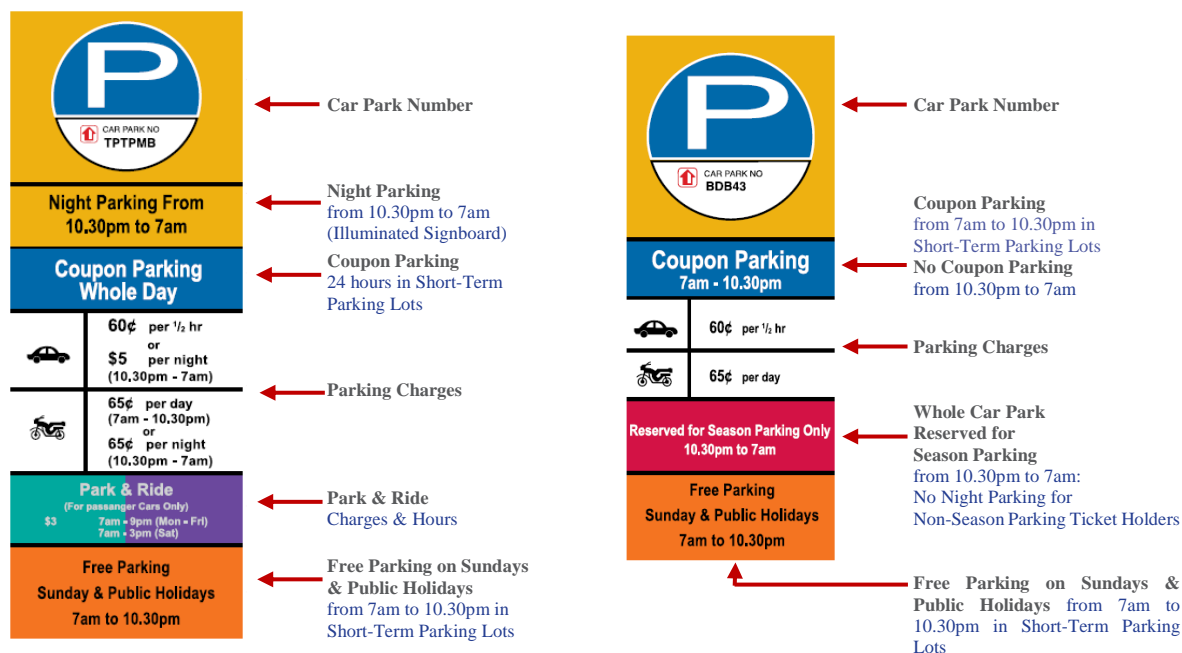 P
CAR PARK NO
TPTPMB
Night Parking From
10.30pm to 7am
Coupon Parking
Whole Day
60¢ per 1/2 hr
or
$5 per night
(10.30pm - 7am)
65¢ per day
(7am - 10.30pm)
or
65¢ per night
(10.30pm - 7am)
Park & Ride
(For passanger Cars Only)
$3 7am - 9pm (Mon - Fri)
7am - 3pm (Sat)
Free Parking
Sunday & Public Holidays
7am to 10.30pm
Car Park Number
Night Parking
from 10.30pm to 7am
(Illuminated Signboard)
Coupon Parking
24 hours in Short-Term
Parking Lots
Parking Charges
Park & Ride
Charges & Hours
Free Parking on Sundays
& Public Holidays
from 7am to 10.30pm in
Short-Term Parking Lots
P
CAR PARK NO
BDB43
Coupon Parking
7am - 10.30pm
60¢ per 1/2 hr
65¢ per day
Reserved for Season Parking Only
10.30pm to 7am
Free Parking
Sunday & Public Holidays
7am to 10.30pm
Car Park Number
Coupon Parking
from 7am to 10.30pm in
Short-Term Parking Lots
No Coupon Parking
from 10.30pm to 7am
Parking Charges
Whole Car Park
Reserved for
Season Parking
from 10.30pm to 7am:
No Night Parking for
Non-Season Parking Ticket Holders
Free Parking on Sundays &
Public Holidays from 7am to
10.30pm in Short-Term Parking
Lots